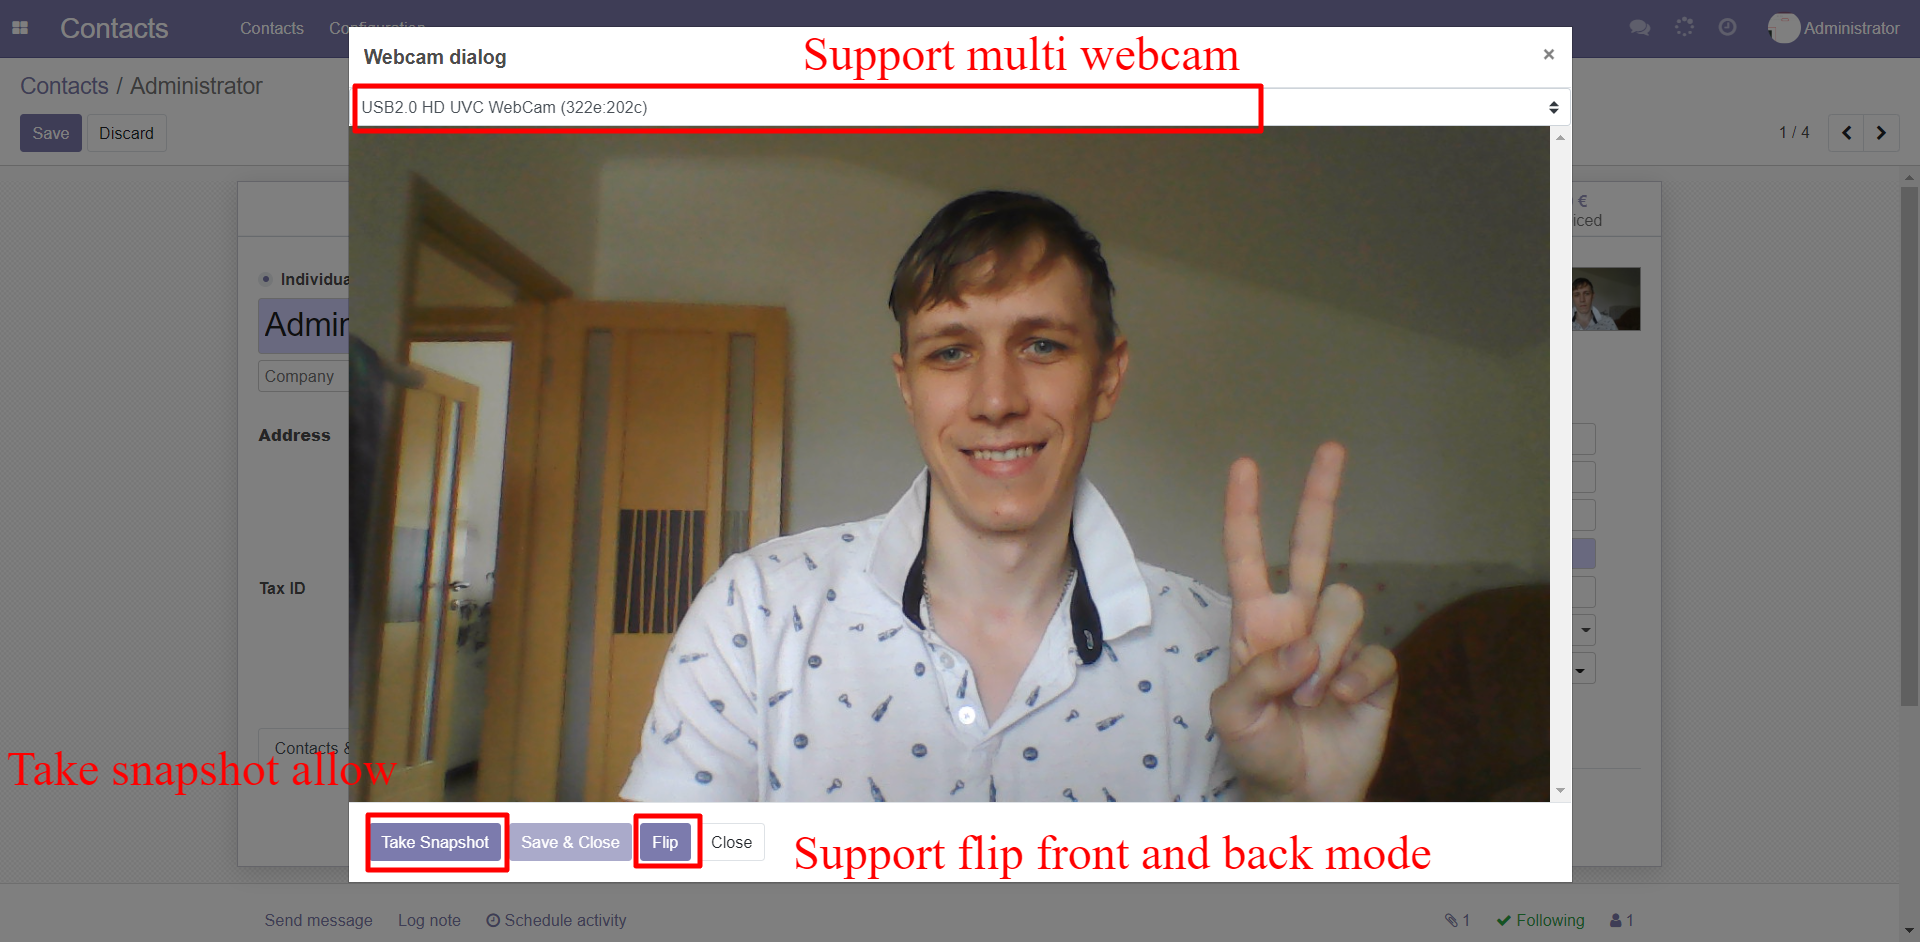 Contacts
Contacts
Configuration
Administrator
Contacts / Administrator
Save
Discard
1 / 4
Webcam dialog
×
Support multi webcam
USB2.0 HD UVC WebCam (322e:202c)
€
iced
Individua
Admin
Company
Address
Tax ID
Contacts &
Take snapshot allow
Take Snapshot
Save & Close
Flip
Close
Support flip front and back mode
Send message
Log note
Schedule activity
1
Following
1